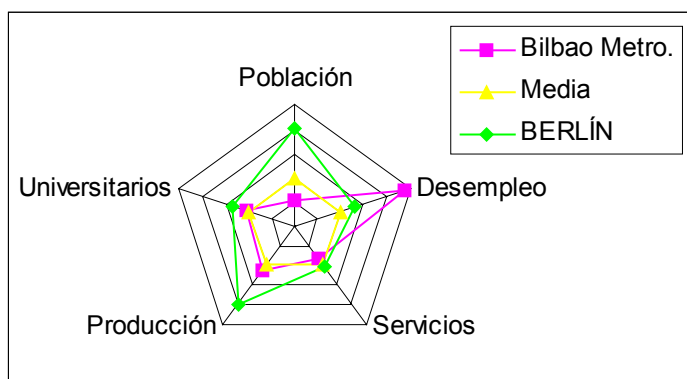 Bilbao Metro.
Media
BERLÍN
Población
Universitarios
Desempleo
Producción
Servicios